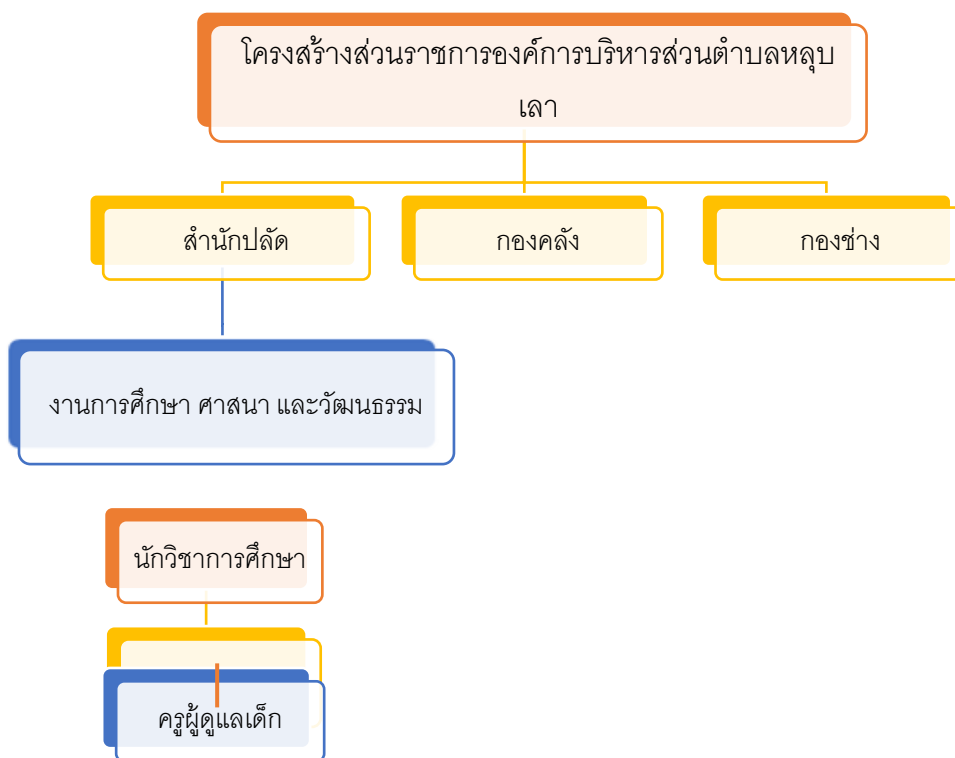 โครงสร้างส่วนราชการองค์การบริหารส่วนตำบลหลุบ
เลา
สำนักปลัด
กองคลัง
กองช่าง
งานการศึกษา ศาสนา และวัฒนธรรม
นักวิชาการศึกษา
ครูผู้ดูแลเด็ก